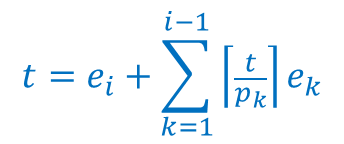 t = e_i + \sum_{k=1}^{i-1} \left\lceil \frac{t}{p_k} \right\rceil e_k